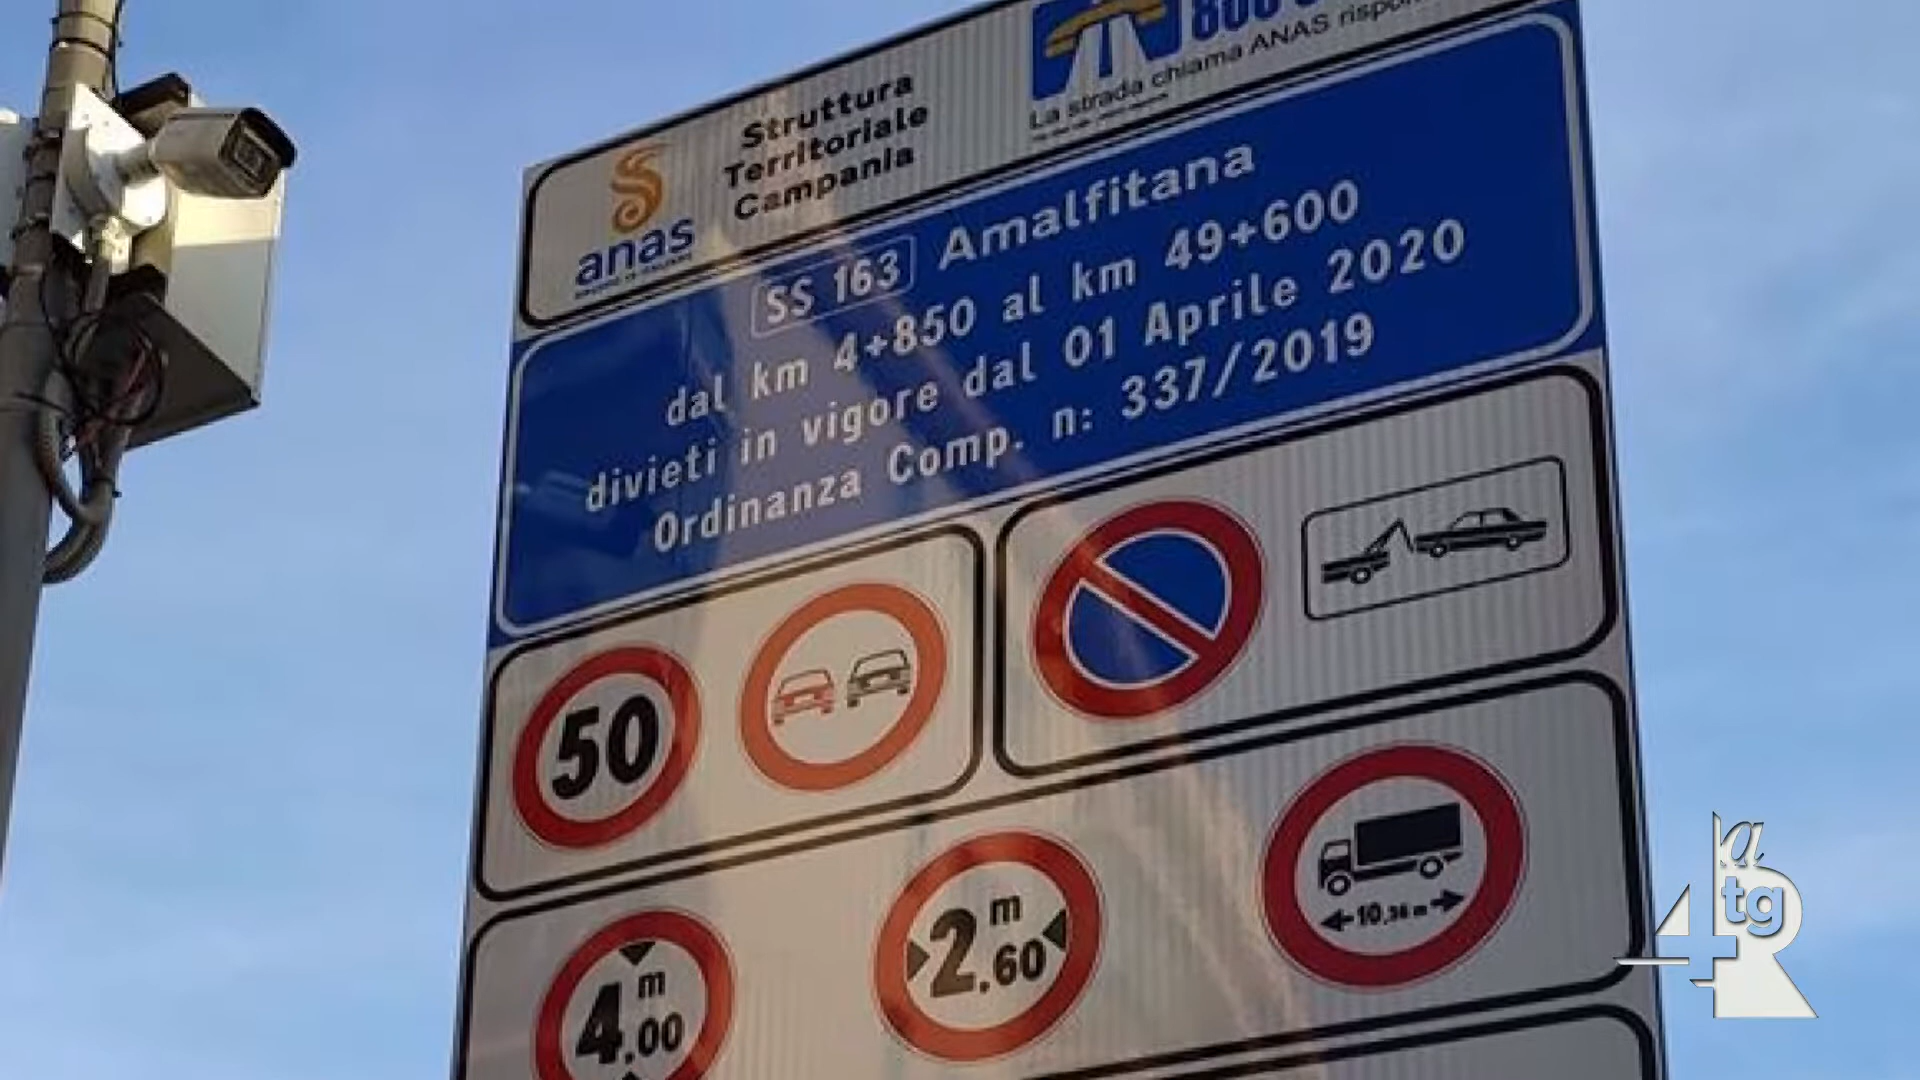 Struttura
Territoriale
Campania
anas
La strada chiama ANAS
SS 163 Amalfitana
dal km 4+850 al km 49+600
divieti in vigore dal 01 Aprile 2020
Ordinanza Comp. n: 337/2019
50
4.00 m
2.60 m
10,36 m
la
4
tg
R